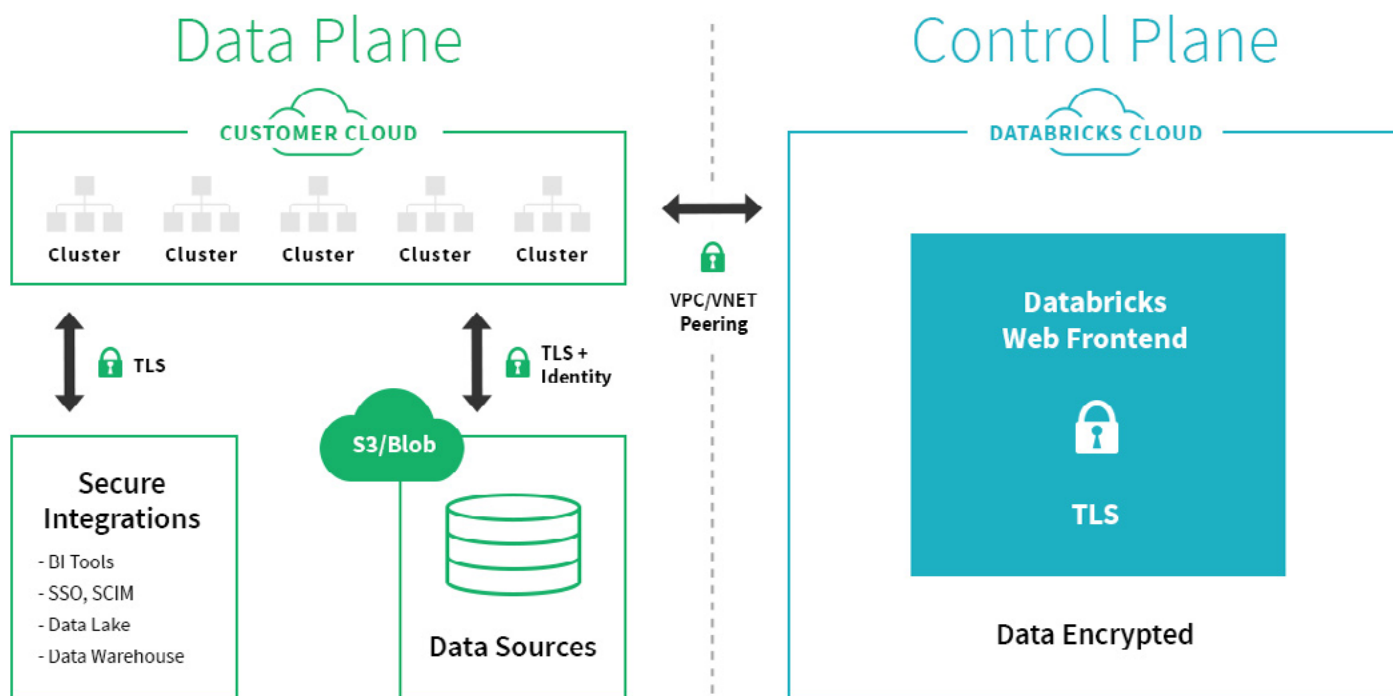 Data Plane
CUSTOMER CLOUD
Cluster
Cluster
Cluster
Cluster
Cluster
TLS
TLS +
Identity
Secure
Integrations
- BI Tools
- SSO, SCIM
- Data Lake
- Data Warehouse
S3/Blob
Data Sources
VPC/VNET
Peering
Control Plane
DATABRICKS CLOUD
Databricks
Web Frontend
TLS
Data Encrypted